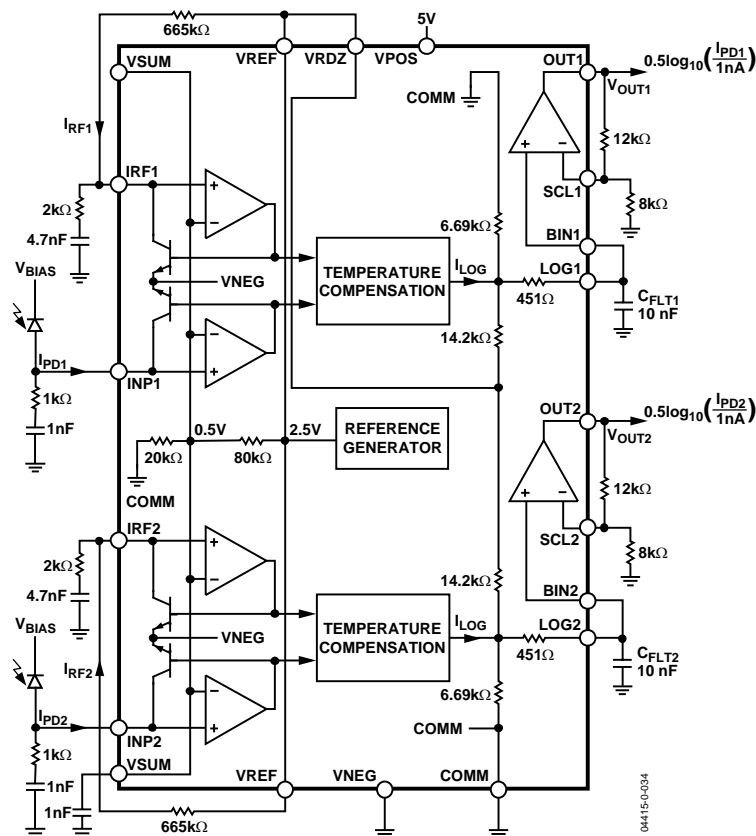 665kΩ
5V
VSUM
VREF
VRDZ
VPOS
OUT1
0.5log10(IPD1/1nA)
VOUT1
COMM
IRF1
12kΩ
IRF1
SCL1
2kΩ
8kΩ
4.7nF
6.69kΩ
BIN1
VBIAS
VNEG
TEMPERATURE
COMPENSATION
ILOG
LOG1
451Ω
CFLT1
10 nF
14.2kΩ
IPD1
INP1
1kΩ
1nF
OUT2
0.5log10(IPD2/1nA)
VOUT2
0.5V
2.5V
REFERENCE
GENERATOR
20kΩ
80kΩ
COMM
12kΩ
IRF2
SCL2
2kΩ
8kΩ
4.7nF
14.2kΩ
BIN2
VBIAS
VNEG
TEMPERATURE
COMPENSATION
ILOG
LOG2
IRF2
451Ω
CFLT2
10 nF
6.69kΩ
IPD2
INP2
COMM
1kΩ
VSUM
1nF
VREF
VNEG
COMM
1nF
665kΩ
04415-0-034
+
−
−
+
+
−
+
−
−
+
+
−